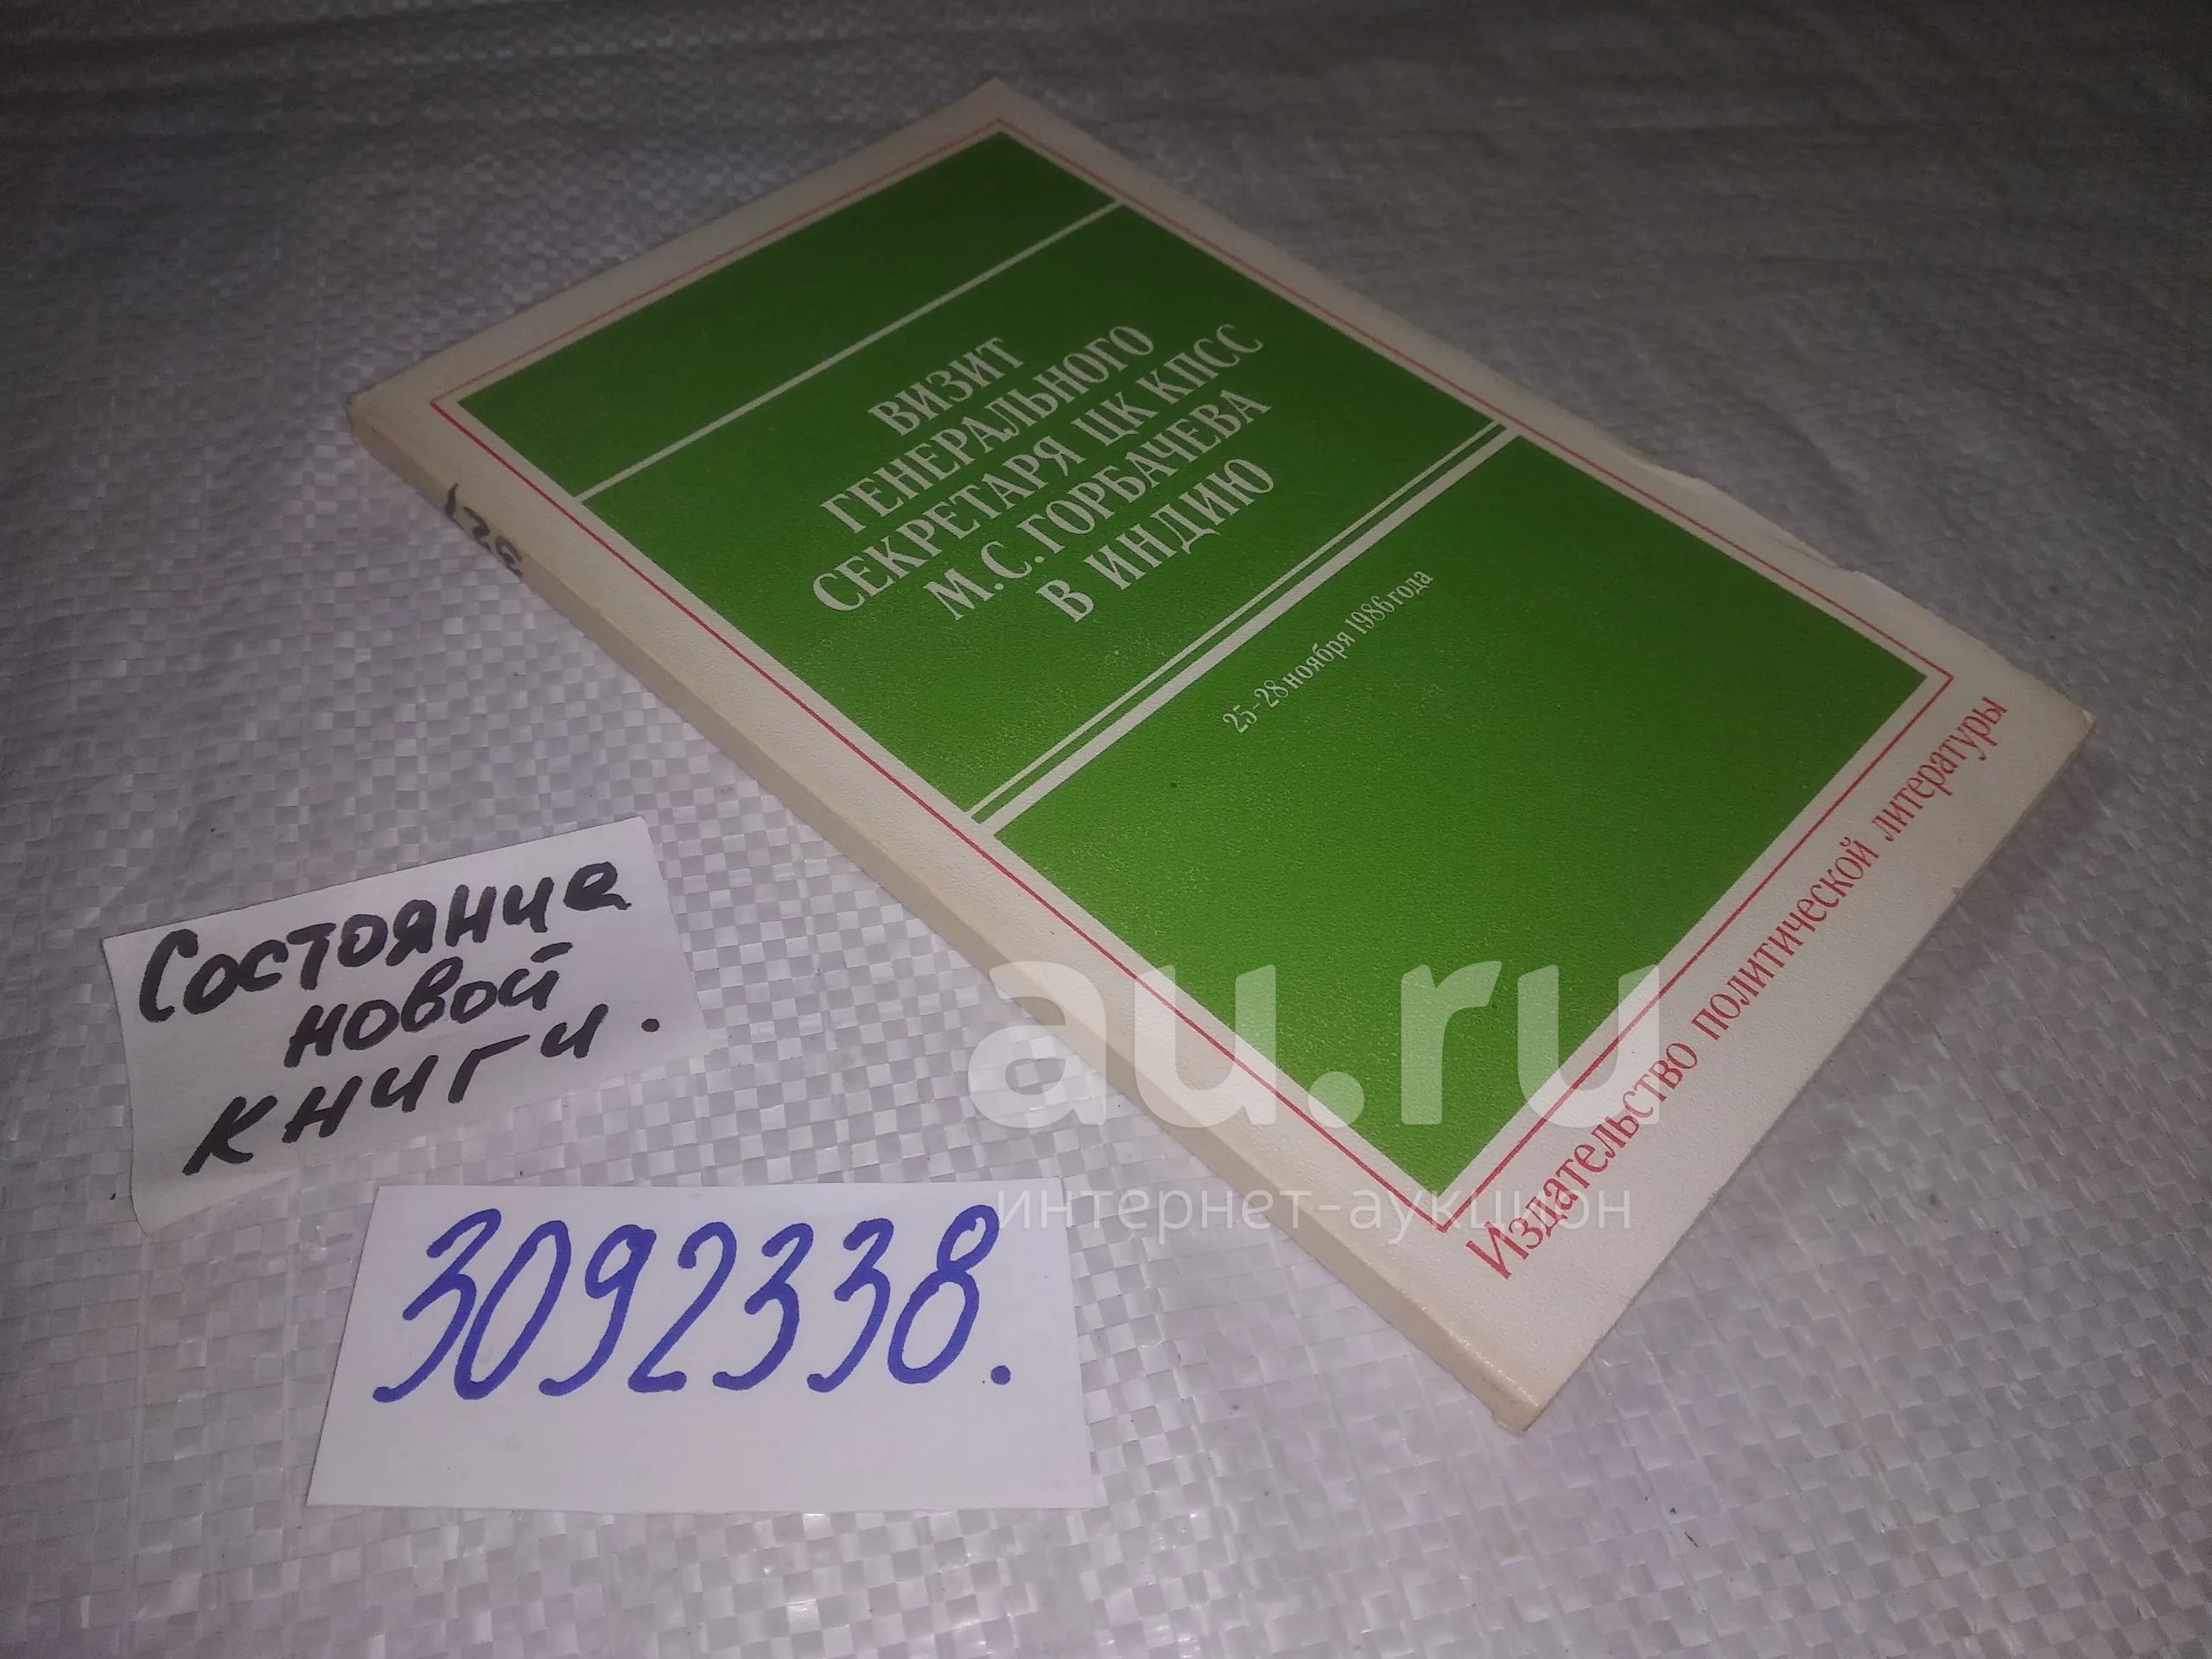 ВИЗИТ
ГЕНЕРАЛЬНОГО
СЕКРЕТАРЯ ЦК КПСС
М.С.ГОРБАЧЕВА
В ИНДИЮ
25-28 ноября 1986 года
Издательство политической литературы
Состояние
новой
книги.
3092338.
au.ru
интернет-аукцион